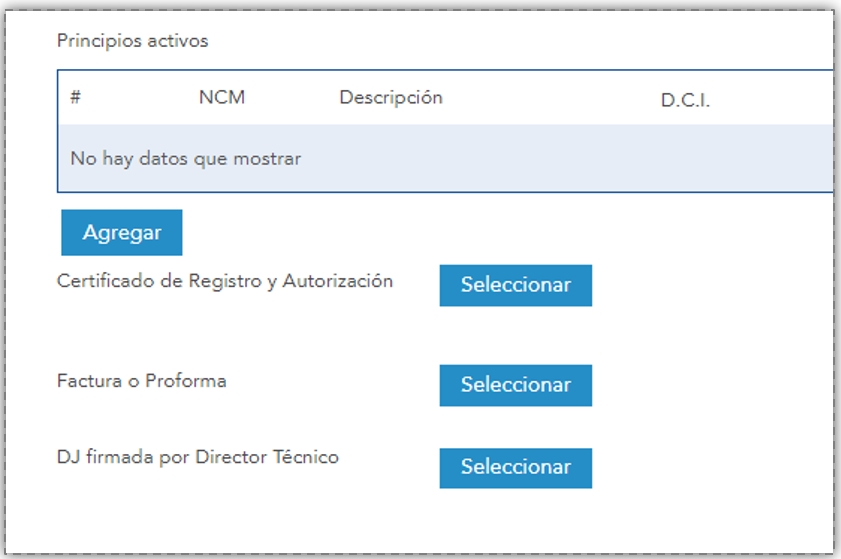 Principios activos
# NCM Descripción D.C.I.
No hay datos que mostrar
Agregar
Certificado de Registro y Autorización Seleccionar
Factura o Proforma Seleccionar
DJ firmada por Director Técnico Seleccionar